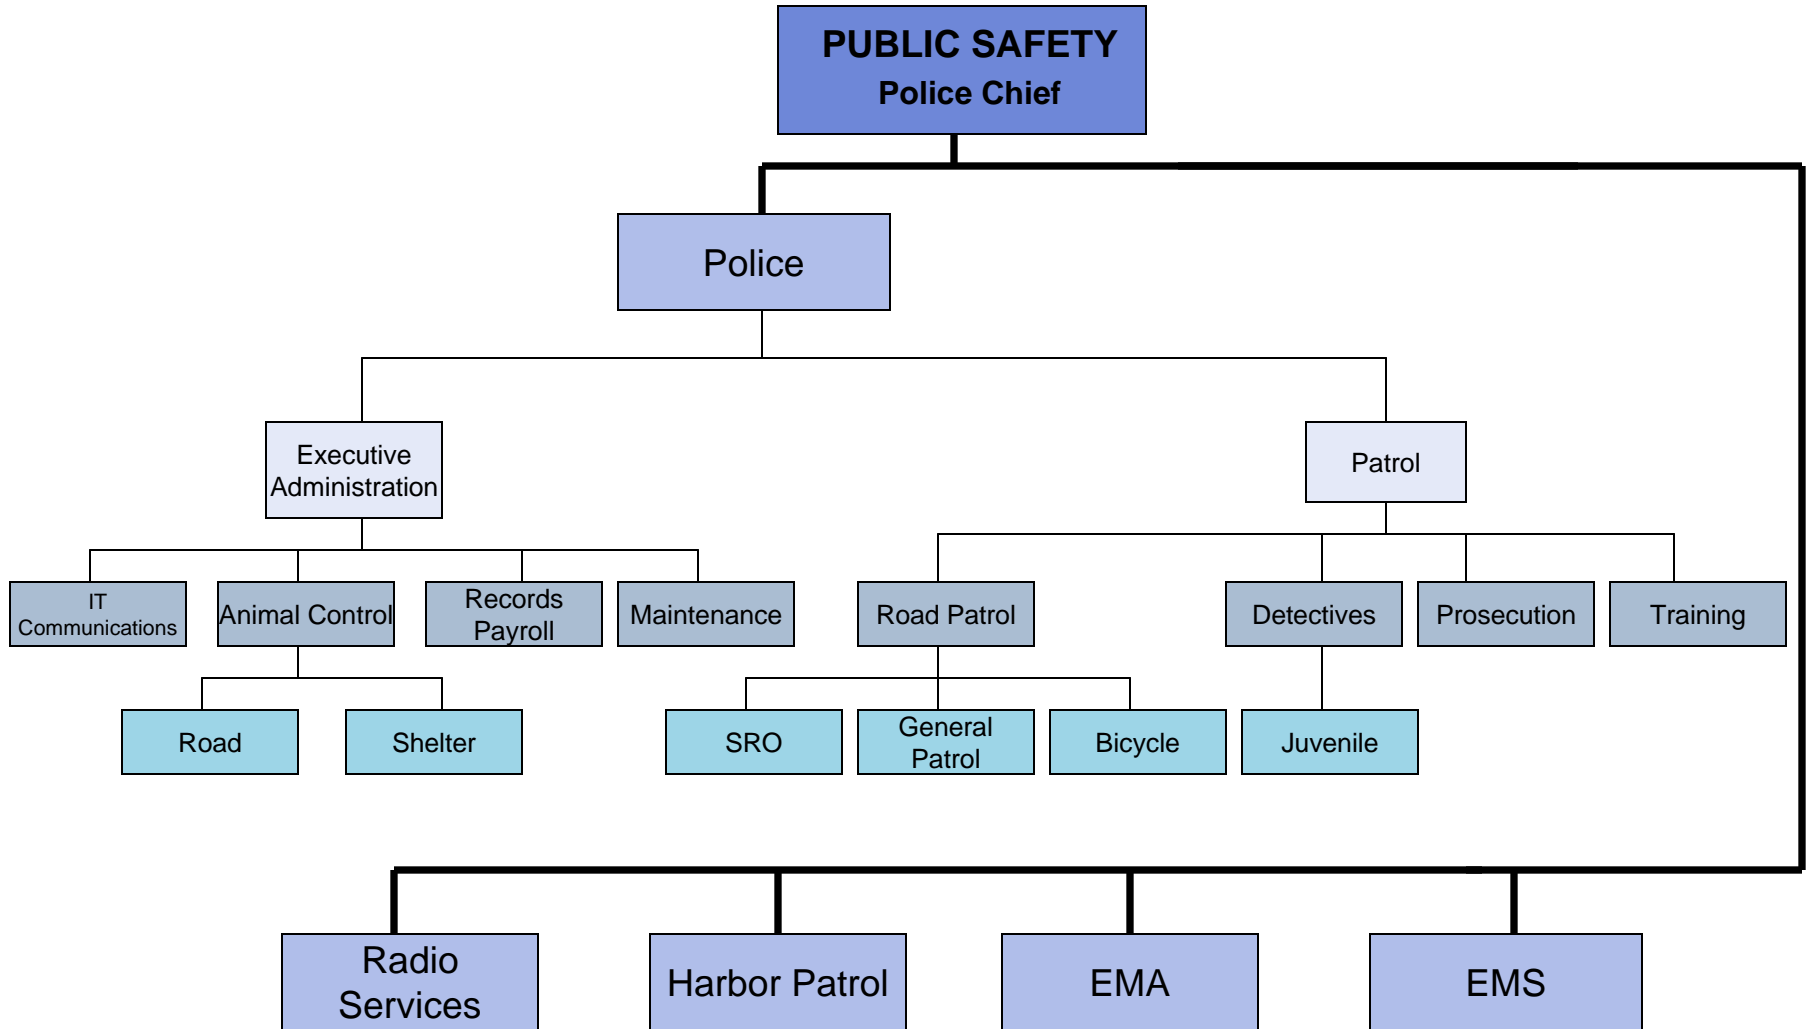 PUBLIC SAFETY
Police Chief
Police
Executive
Administration
Patrol
IT
Communications
Animal Control
Records
Payroll
Maintenance
Road Patrol
Detectives
Prosecution
Training
Road
Shelter
SRO
General
Patrol
Bicycle
Juvenile
Radio
Services
Harbor Patrol
EMA
EMS